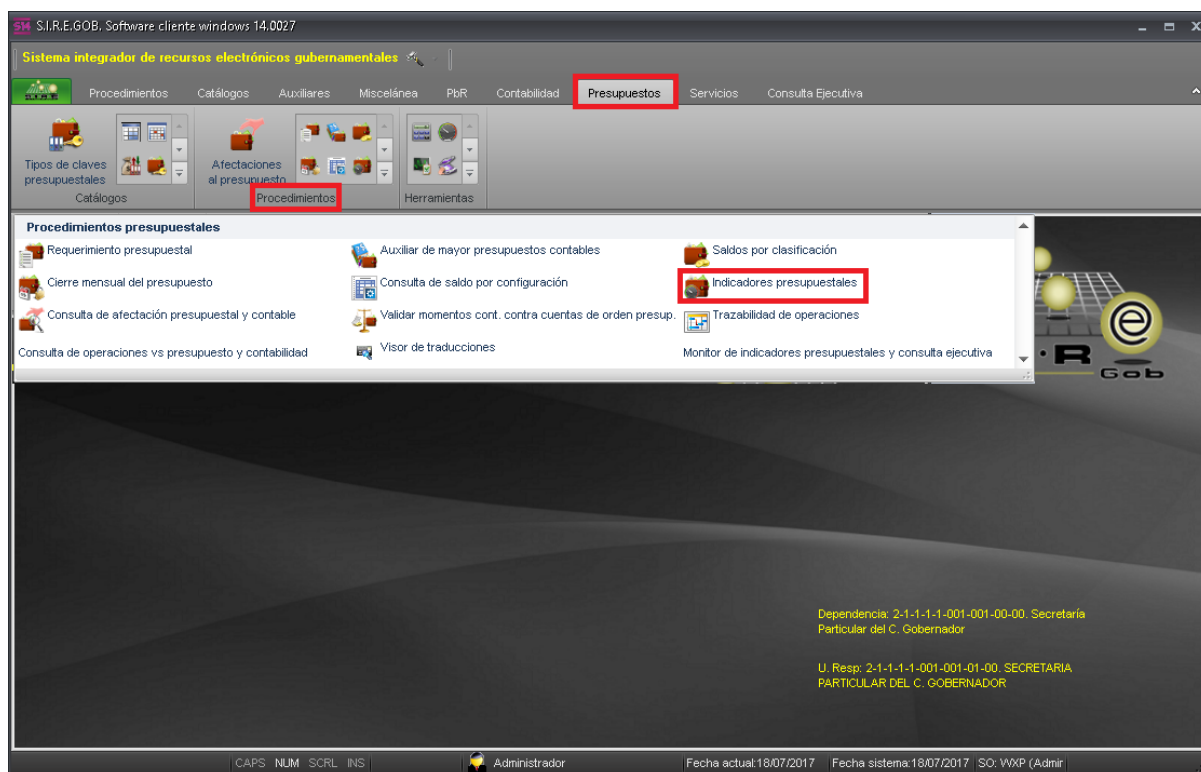 S.I.R.E.GOB. Software cliente windows 14.0027
Sistema integrador de recursos electrónicos gubernamentales
Procedimientos Catálogos Auxiliares Miscelánea PbR Contabilidad Presupuestos Servicios Consulta Ejecutiva
Tipos de claves
presupuestales
Afectaciones
al presupuesto
Catálogos Procedimientos Herramientas
Procedimientos presupuestales
Requerimiento presupuestal Auxiliar de mayor presupuestos contables Saldos por clasificación
Cierre mensual del presupuesto Consulta de saldo por configuración Indicadores presupuestales
Consulta de afectación presupuestal y contable Validar momentos cont. contra cuentas de orden presup. Trazabilidad de operaciones
Consulta de operaciones vs presupuesto y contabilidad Visor de traducciones Monitor de indicadores presupuestales y consulta ejecutiva
e
R
Gob
Dependencia: 2-1-1-1-1-001-001-00-00. Secretaría
Particular del C. Gobernador
U. Resp: 2-1-1-1-1-001-001-01-00. SECRETARIA
PARTICULAR DEL C. GOBERNADOR
CAPS NUM SCRL INS Administrador Fecha actual:18/07/2017 Fecha sistema:18/07/2017 SO: WXP (Admir